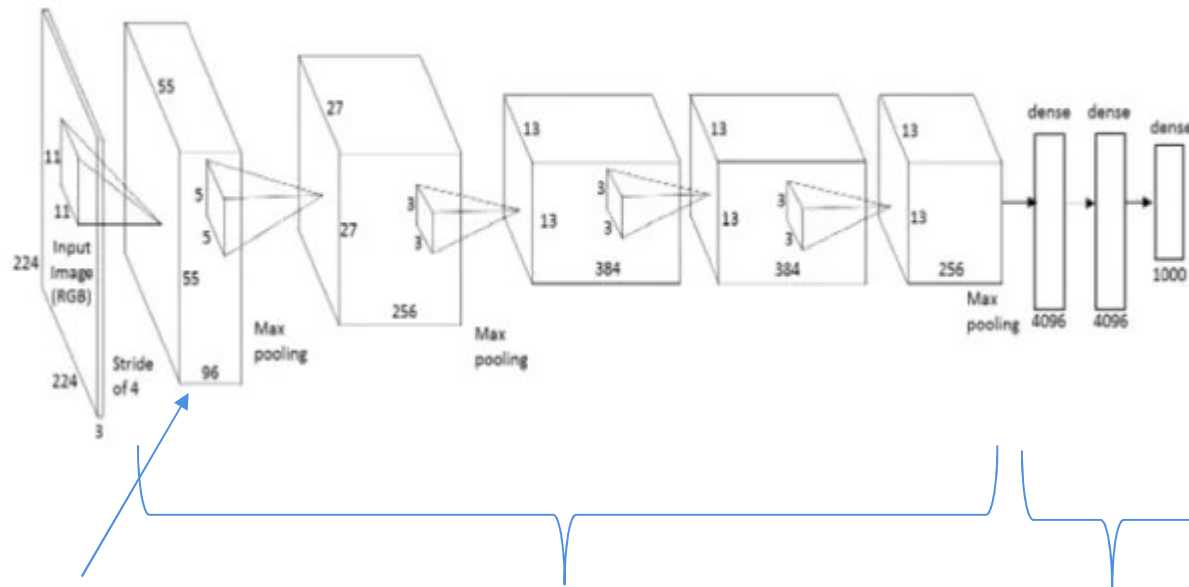 11
11
224
Input
Image
(RGB)
224
3
Stride
of 4
55
5
5
55
96
Max
pooling
27
27
3
3
256
Max
pooling
13
13
3
3
384
13
13
3
3
384
13
13
256
Max
pooling
dense
4096
dense
4096
dense
1000